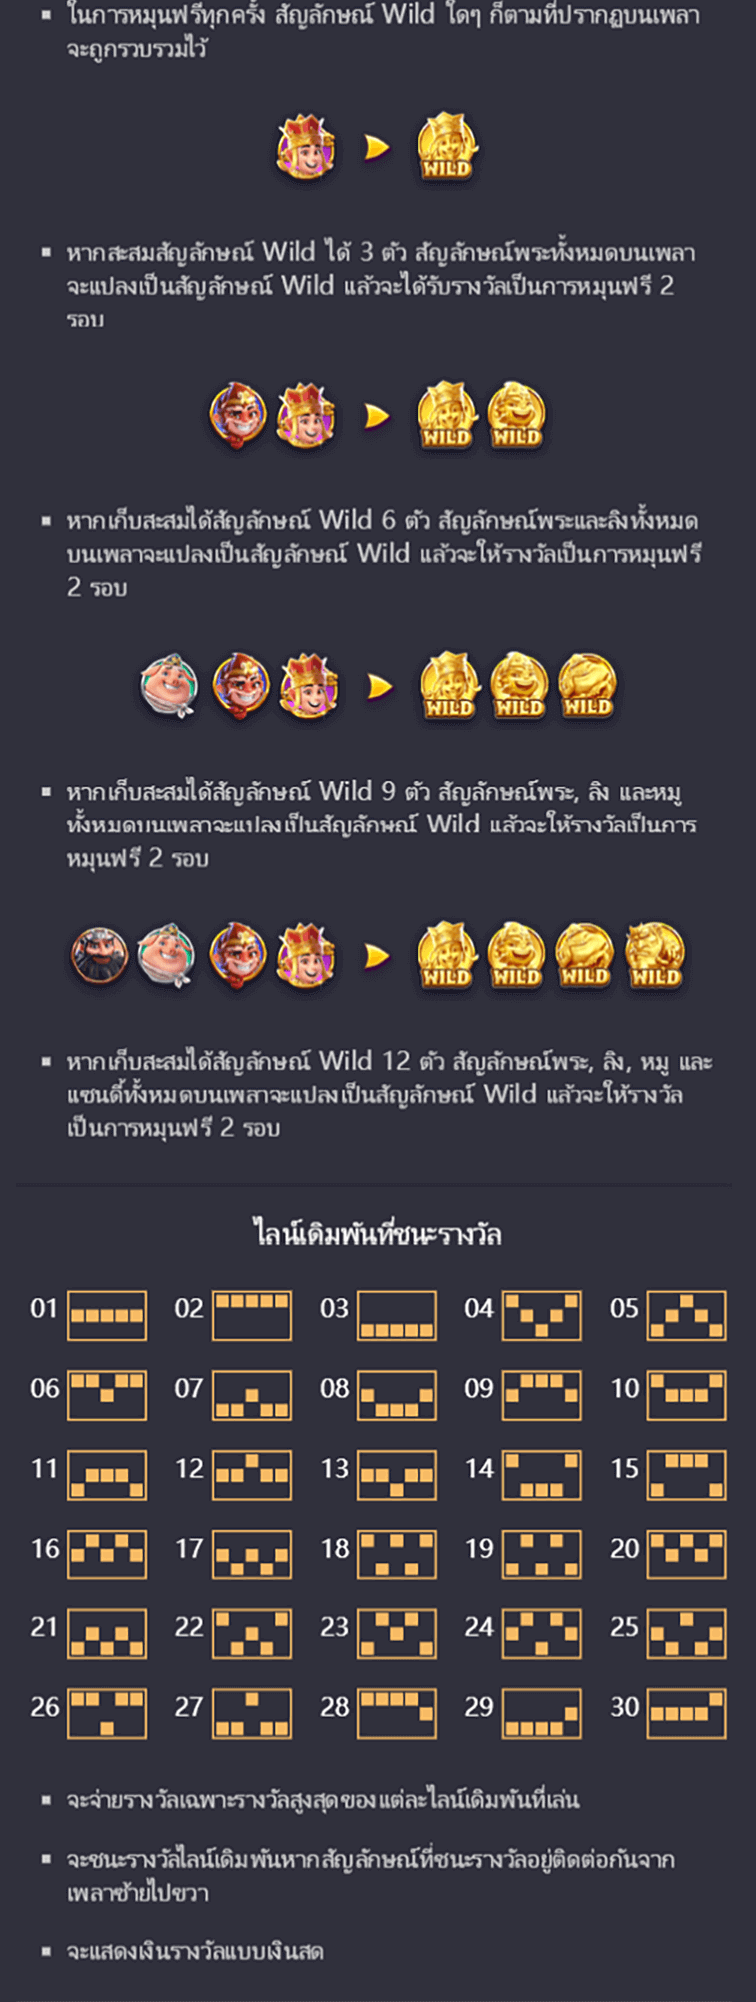 ในการหมุนฟรีทุกครั้ง สัญลักษณ์ Wild ใดๆ ก็ตามที่ปรากฏบนเพลา
จะถูกรวบรวมไว้
WILD
หากสะสมสัญลักษณ์ Wild ได้ 3 ตัว สัญลักษณ์พระทั้งหมดบนเพลา
จะแปลงเป็นสัญลักษณ์ Wild แล้วจะได้รับรางวัลเป็นการหมุนฟรี 2
รอบ
WILD WILD
หากเก็บสะสมได้สัญลักษณ์ Wild 6 ตัว สัญลักษณ์พระและลิงทั้งหมด
บนเพลาจะแปลงเป็นสัญลักษณ์ Wild แล้วจะให้รางวัลเป็นการหมุนฟรี
2 รอบ
WILD WILD WILD
หากเก็บสะสมได้สัญลักษณ์ Wild 9 ตัว สัญลักษณ์พระ, ลิง และหมู
ทั้งหมดบนเพลาจะแปลงเป็นสัญลักษณ์ Wild แล้วจะให้รางวัลเป็นการ
หมุนฟรี 2 รอบ
WILD WILD WILD WILD
หากเก็บสะสมได้สัญลักษณ์ Wild 12 ตัว สัญลักษณ์พระ, ลิง, หมู และ
แซนดี้ทั้งหมดบนเพลาจะแปลงเป็นสัญลักษณ์ Wild แล้วจะให้รางวัล
เป็นการหมุนฟรี 2 รอบ
ไลน์เดิมพันที่ชนะรางวัล
01 02 03 04 05
06 07 08 09 10
11 12 13 14 15
16 17 18 19 20
21 22 23 24 25
26 27 28 29 30
จะจ่ายรางวัลเฉพาะรางวัลสูงสุดของแต่ละไลน์เดิมพันที่เล่น
จะชนะรางวัลไลน์เดิมพันหากสัญลักษณ์ที่ชนะรางวัลอยู่ติดต่อกันจาก
เพลาซ้ายไปขวา
จะแสดงเงินรางวัลแบบเงินสด